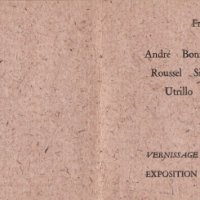 Fr
André Bon
Roussel Si
Utrillo
VERNISSAGE
EXPOSITION